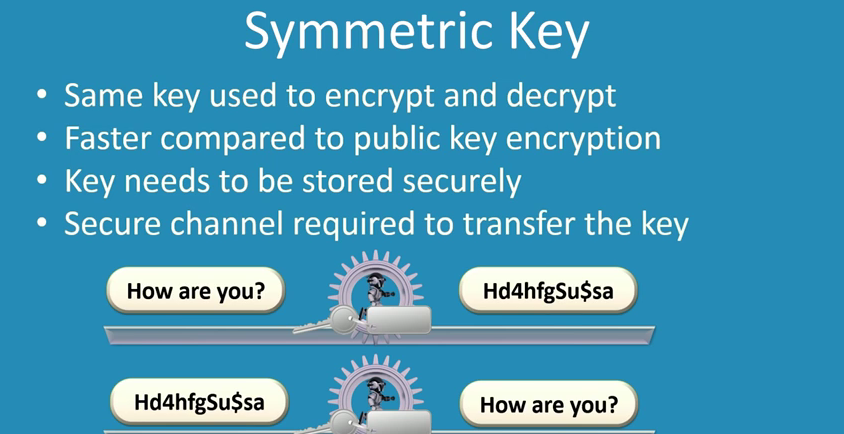 Symmetric Key
• Same key used to encrypt and decrypt
• Faster compared to public key encryption
• Key needs to be stored securely
• Secure channel required to transfer the key
How are you? Hd4hfgSu$sa
Hd4hfgSu$sa How are you?